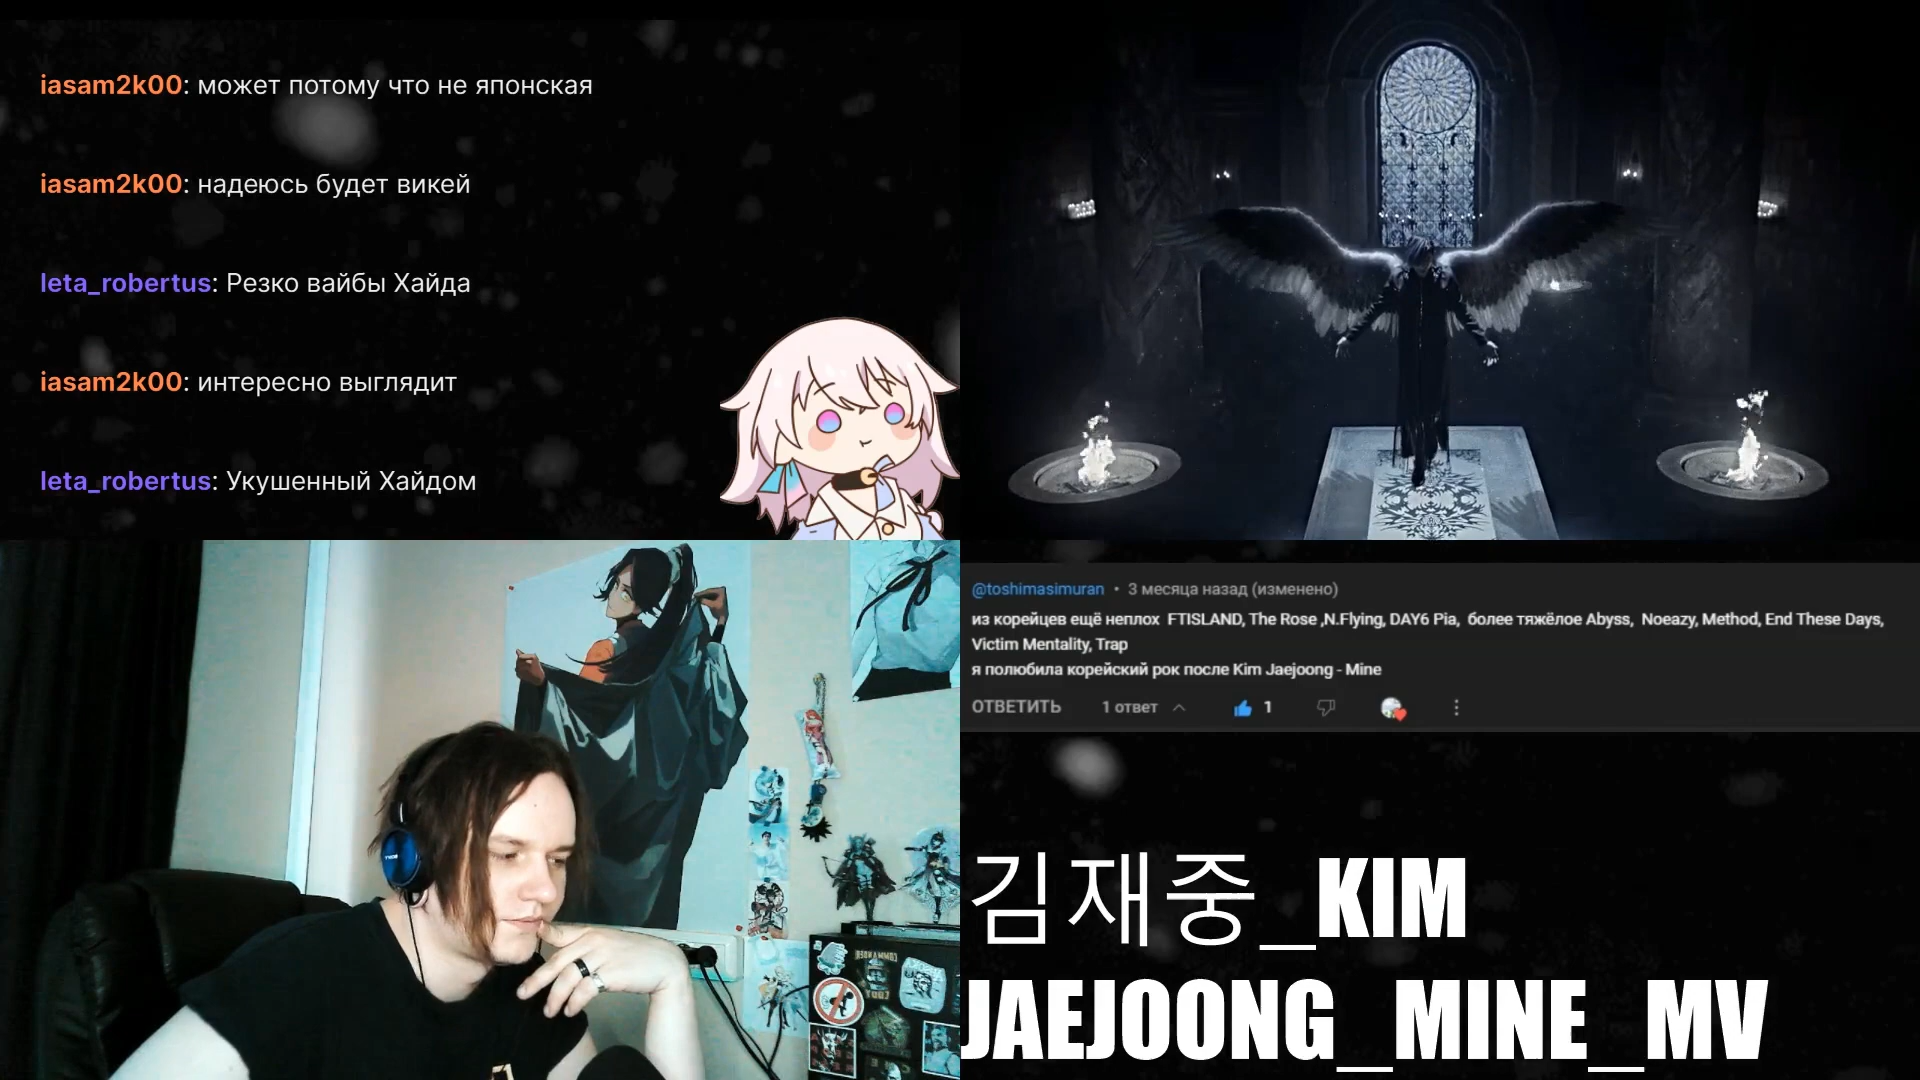 iasam2k00: может потому что не японская
iasam2k00: надеюсь будет викей
leta_robertus: Резко вайбы Хайда
iasam2k00: интересно выглядит
leta_robertus: Укушенный Хайдом
@toshimasimuran • 3 месяца назад (изменено)
из корейцев ещё неплох FTISLAND, The Rose ,N.Flying, DAY6 Pia, более тяжёлое Abyss, Noeazy, Method, End These Days,
Victim Mentality, Trap
я полюбила корейский рок после Kim Jaejoong - Mine
ОТВЕТИТЬ 1 ответ 1
김재중_KIM
JAEJOONG_MINE_MV